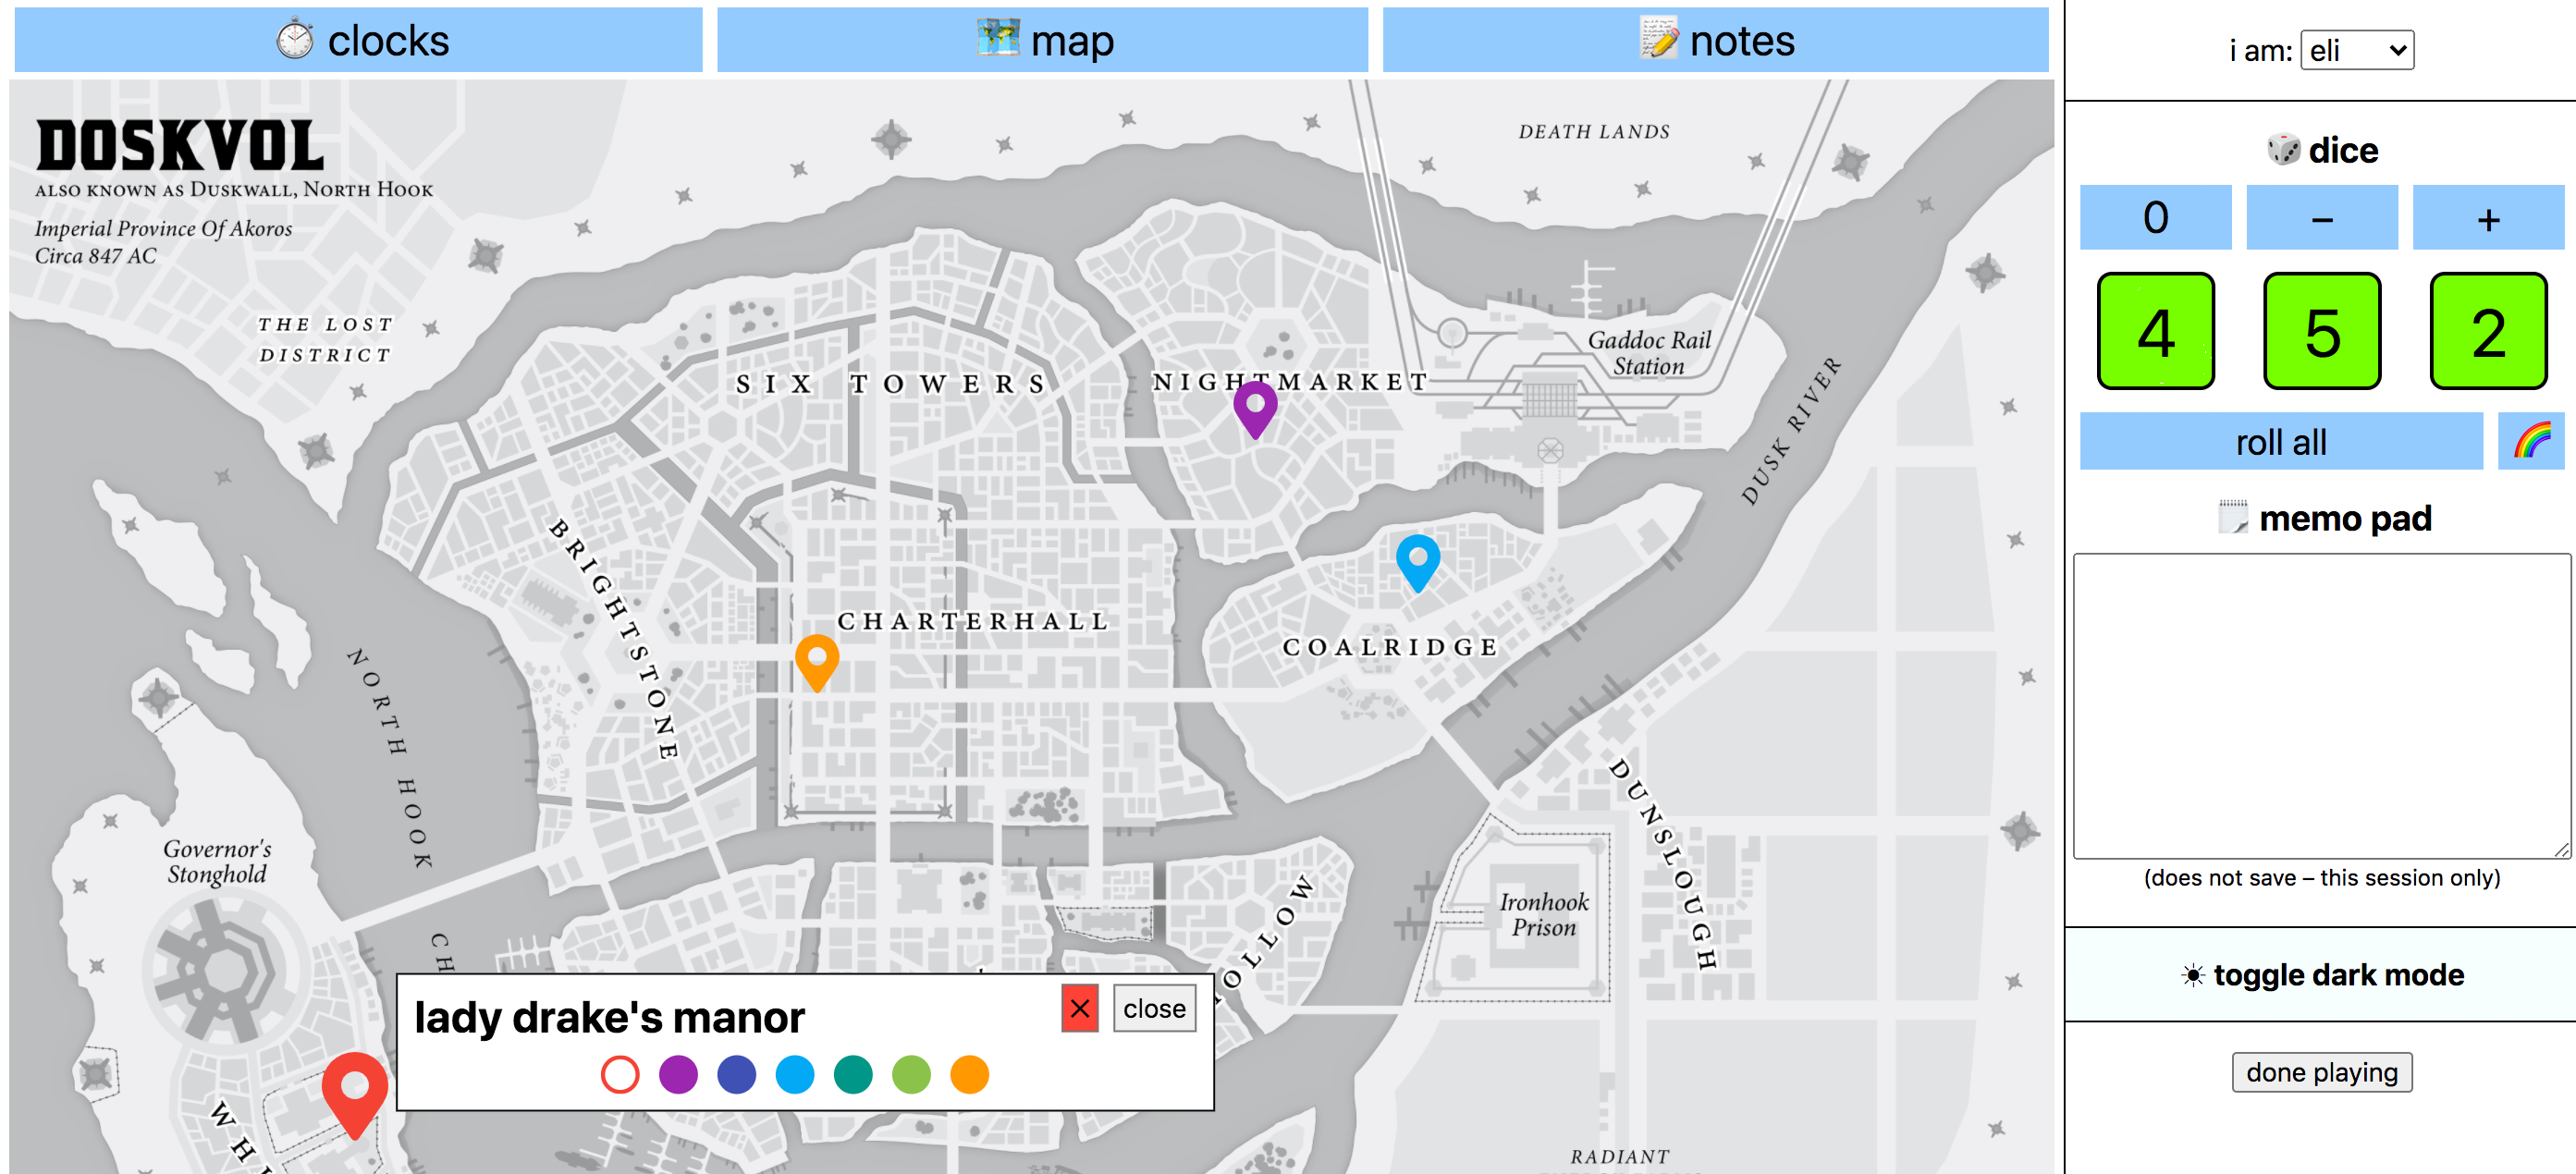 clocks
map
notes
i am: eli
DOSKVOL
ALSO KNOWN AS DUSKWALL, NORTH HOOK
Imperial Province Of Akoros
Circa 847 AC
DEATH LANDS
THE LOST
DISTRICT
SIX TOWERS
NIGHTMARKET
Gaddoc Rail
Station
DUSK RIVER
BRIGHTSTONE
CHARTERHALL
COALRIDGE
NORTH HOOK
CH
DUNSLOUGH
Governor's
Stonghold
Ironhook
Prison
OLLOW
WHI
RADIANT
lady drake's manor
× close
dice
0 − +
4 5 2
roll all
memo pad
(does not save – this session only)
toggle dark mode
done playing